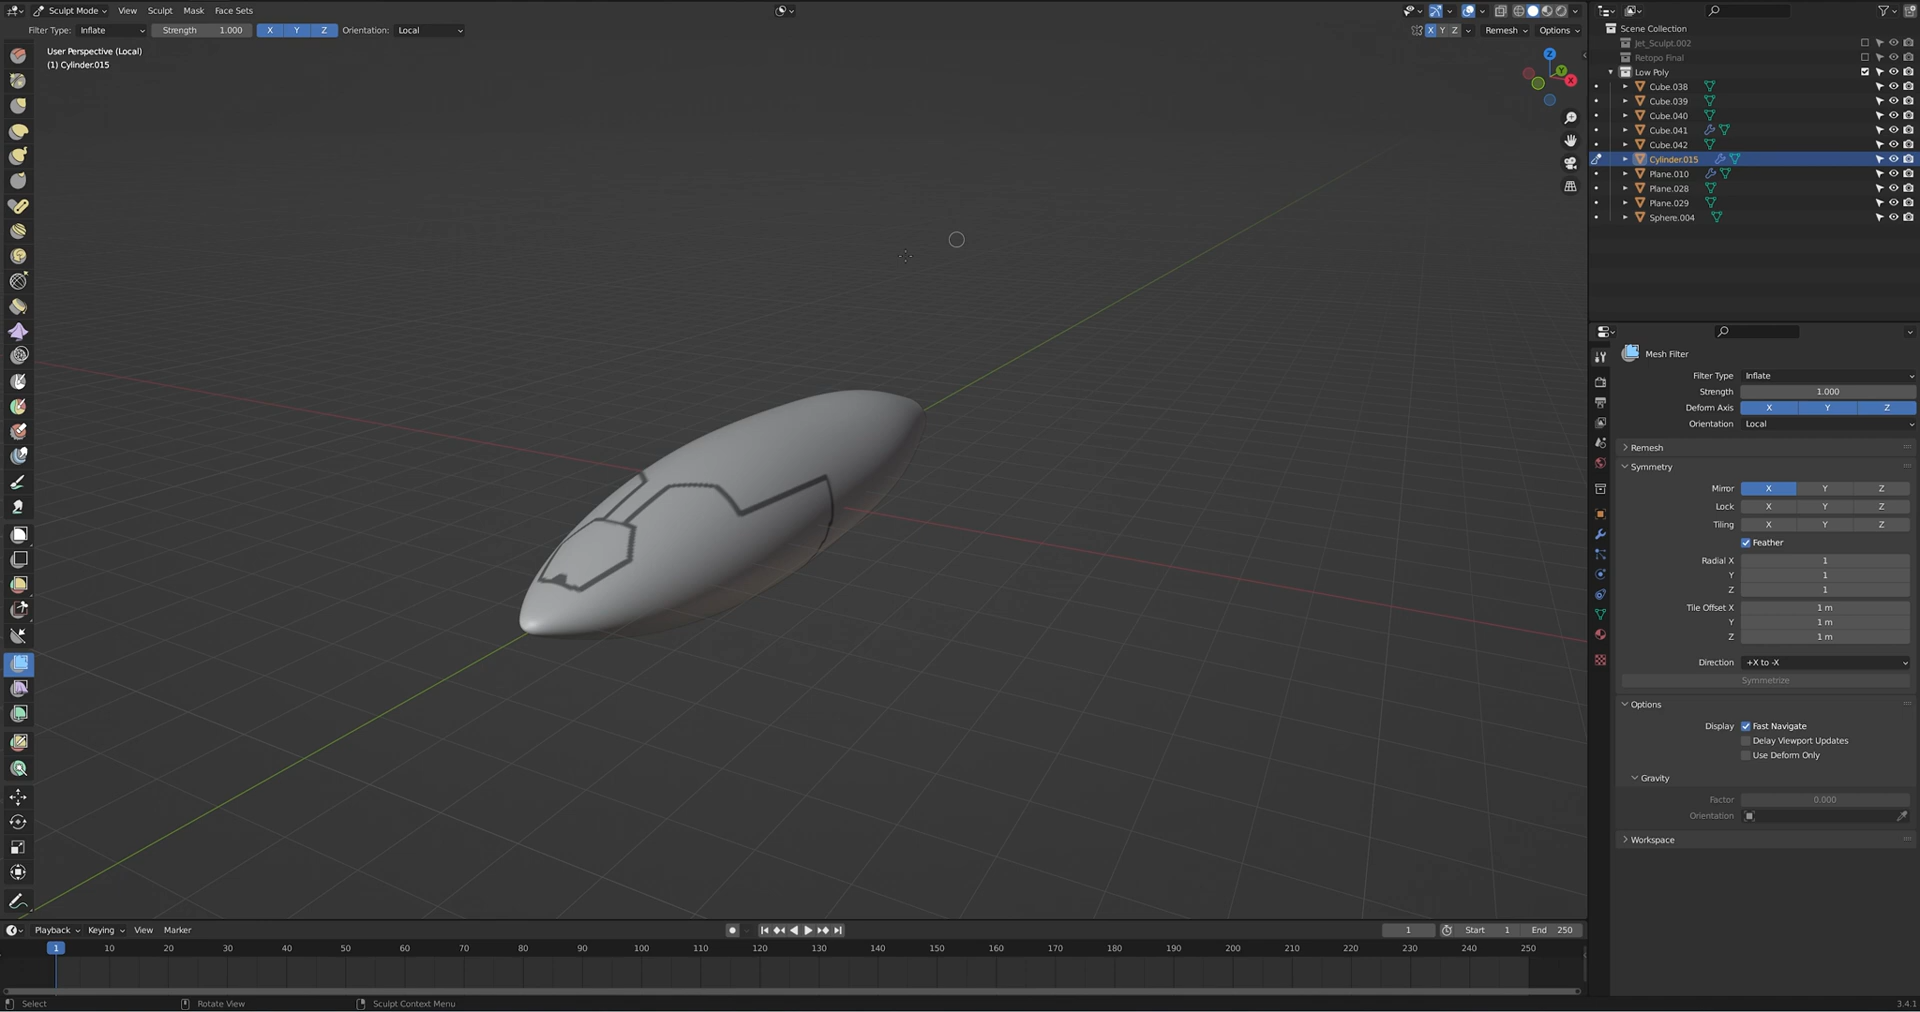 Sculpt Mode View Sculpt Mask Face Sets
Filter Type: Inflate Strength 1.000 X Y Z Orientation: Local X Y Z Remesh Options
User Perspective (Local)
(1) Cylinder.015
Z
Y
X
Scene Collection
Jet_Sculpt.002
Retopo Final
Low Poly
Cube.038
Cube.039
Cube.040
Cube.041
Cube.042
Cylinder.015
Plane.010
Plane.028
Plane.029
Sphere.004
Mesh Filter
Filter Type Inflate
Strength 1.000
Deform Axis X Y Z
Orientation Local
Remesh
Symmetry
Mirror X Y Z
Lock X Y Z
Tiling X Y Z
Feather
Radial X 1
Y 1
Z 1
Tile Offset X 1 m
Y 1 m
Z 1 m
Direction +X to -X
Symmetrize
Options
Display Fast Navigate
Delay Viewport Updates
Use Deform Only
Gravity
Factor 0.000
Orientation
Workspace
Playback Keying View Marker 1 Start 1 End 250
1 10 20 30 40 50 60 70 80 90 100 110 120 130 140 150 160 170 180 190 200 210 220 230 240 250
Select Rotate View Sculpt Context Menu 3.4.1